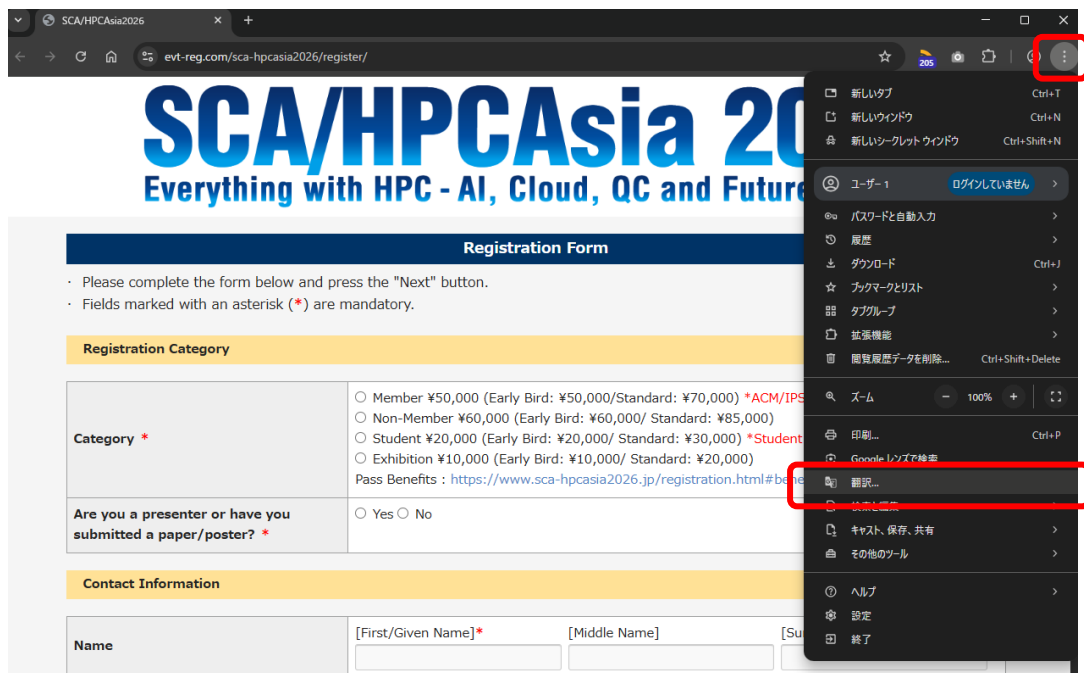 SCA/HPCAsia2026
evt-reg.com/sca-hpcasia2026/register/
205
SCA/HPCAsia 20
Everything with HPC - AI, Cloud, QC and Future
Registration Form
· Please complete the form below and press the "Next" button.
· Fields marked with an asterisk (*) are mandatory.
Registration Category
Category *
Member ¥50,000 (Early Bird: ¥50,000/Standard: ¥70,000) *ACM/IPS
Non-Member ¥60,000 (Early Bird: ¥60,000/ Standard: ¥85,000)
Student ¥20,000 (Early Bird: ¥20,000/ Standard: ¥30,000) *Student
Exhibition ¥10,000 (Early Bird: ¥10,000/ Standard: ¥20,000)
Pass Benefits : https://www.sca-hpcasia2026.jp/registration.html#bene
Are you a presenter or have you
submitted a paper/poster? *
Yes No
Contact Information
Name
[First/Given Name]* [Middle Name] [Su
新しいタブ Ctrl+T
新しいウィンドウ Ctrl+N
新しいシークレット ウィンドウ Ctrl+Shift+N
ユーザー 1 ログインしていません
パスワードと自動入力
履歴
ダウンロード Ctrl+J
ブックマークとリスト
タブグループ
拡張機能
閲覧履歴データを削除... Ctrl+Shift+Delete
ズーム − 100% +
印刷... Ctrl+P
Google レンズで検索
翻訳...
キャスト、保存、共有
その他のツール
ヘルプ
設定
終了